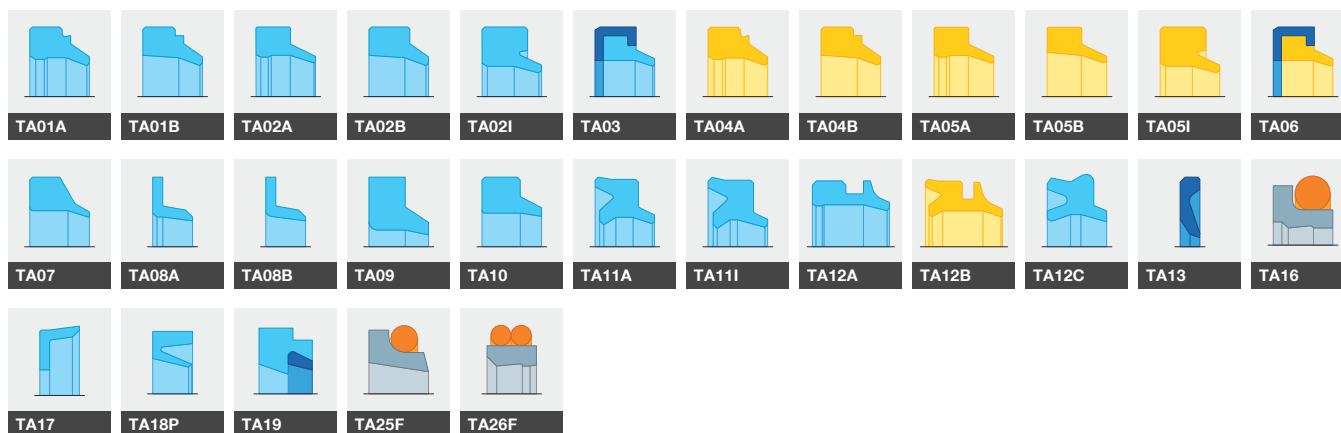 TA01A TA01B TA02A TA02B TA02I TA03 TA04A TA04B TA05A TA05B TA05I TA06
TA07 TA08A TA08B TA09 TA10 TA11A TA11I TA12A TA12B TA12C TA13 TA16
TA17 TA18P TA19 TA25F TA26F